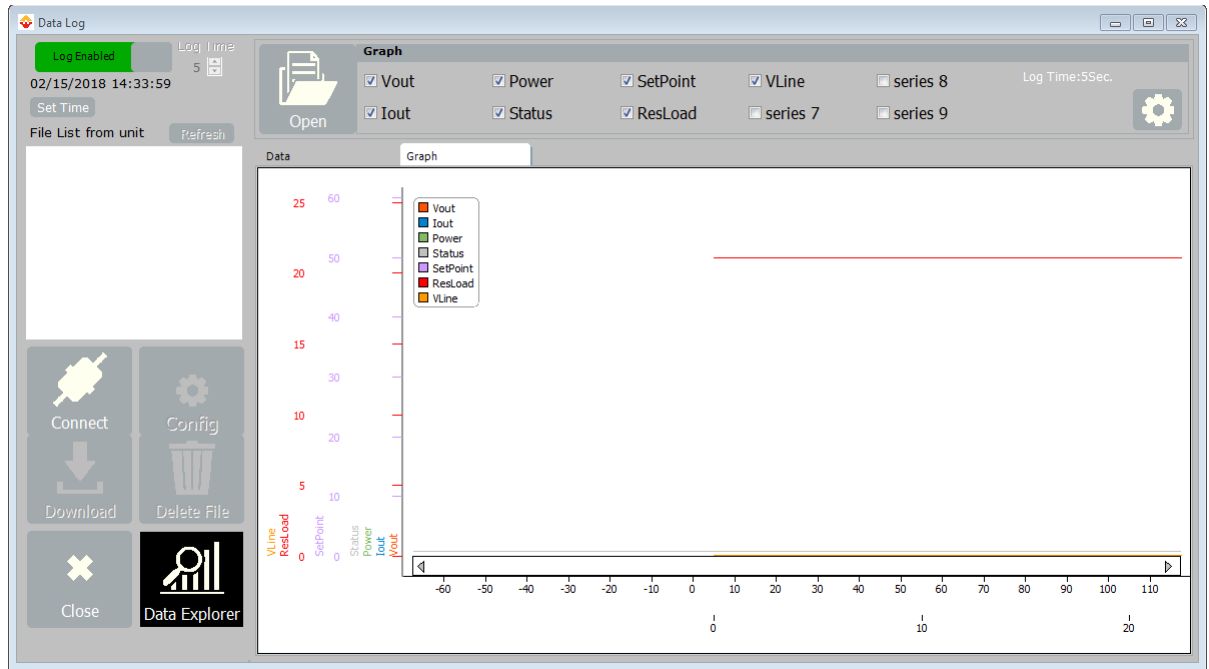 Data Log
Log Enabled
Log Time
5
02/15/2018 14:33:59
Set Time
File List from unit
Refresh
Connect
Config
Download
Delete File
Close
Data Explorer
Open
Graph
Vout
Power
SetPoint
VLine
series 8
Iout
Status
ResLoad
series 7
series 9
Log Time:5Sec.
Data
Graph
25
20
15
10
5
0
60
50
40
30
20
10
0
VLine
ResLoad
SetPoint
Status
Power
Iout
Vout
Vout
Iout
Power
Status
SetPoint
ResLoad
VLine
-60 -50 -40 -30 -20 -10 0 10 20 30 40 50 60 70 80 90 100 110
0 10 20